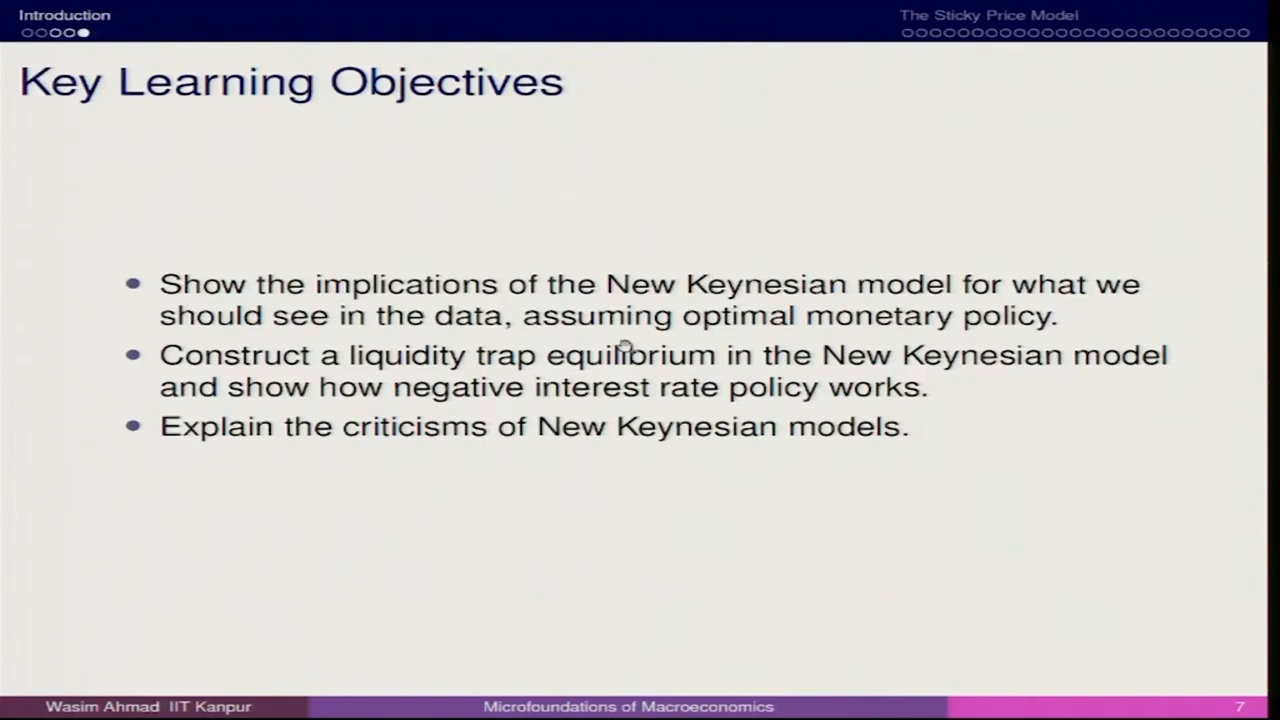 Introduction
The Sticky Price Model
Key Learning Objectives
• Show the implications of the New Keynesian model for what we
should see in the data, assuming optimal monetary policy.
• Construct a liquidity trap equilibrium in the New Keynesian model
and show how negative interest rate policy works.
• Explain the criticisms of New Keynesian models.
Wasim Ahmad IIT Kanpur
Microfoundations of Macroeconomics
7